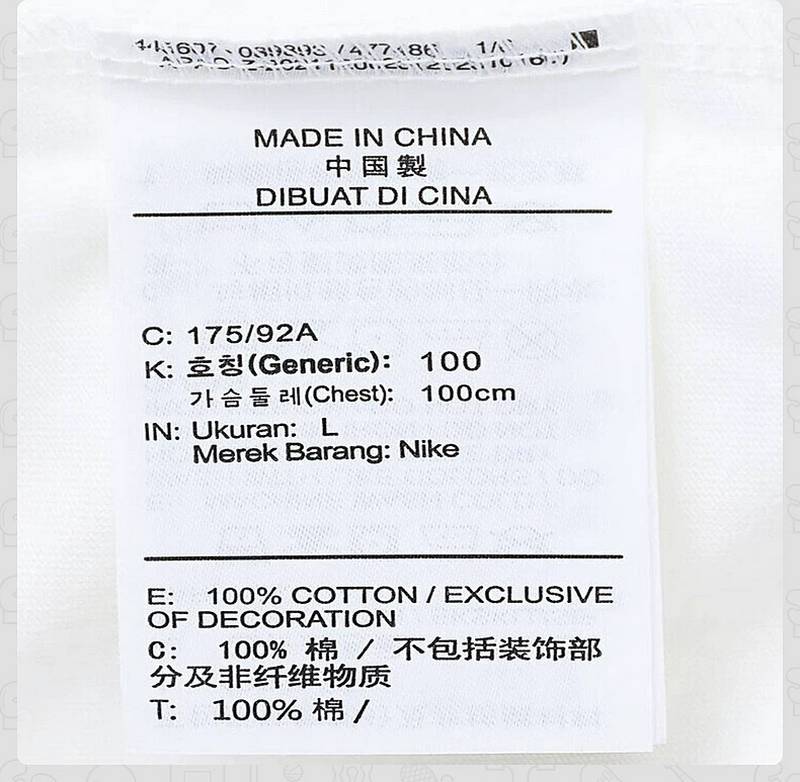 MADE IN CHINA
中国製
DIBUAT DI CINA
C: 175/92A
K: 호칭(Generic): 100
가슴둘레(Chest): 100cm
IN: Ukuran: L
Merek Barang: Nike
E: 100% COTTON / EXCLUSIVE
OF DECORATION
C: 100% 棉 / 不包括装饰部
分及非纤维物质
T: 100% 棉 /